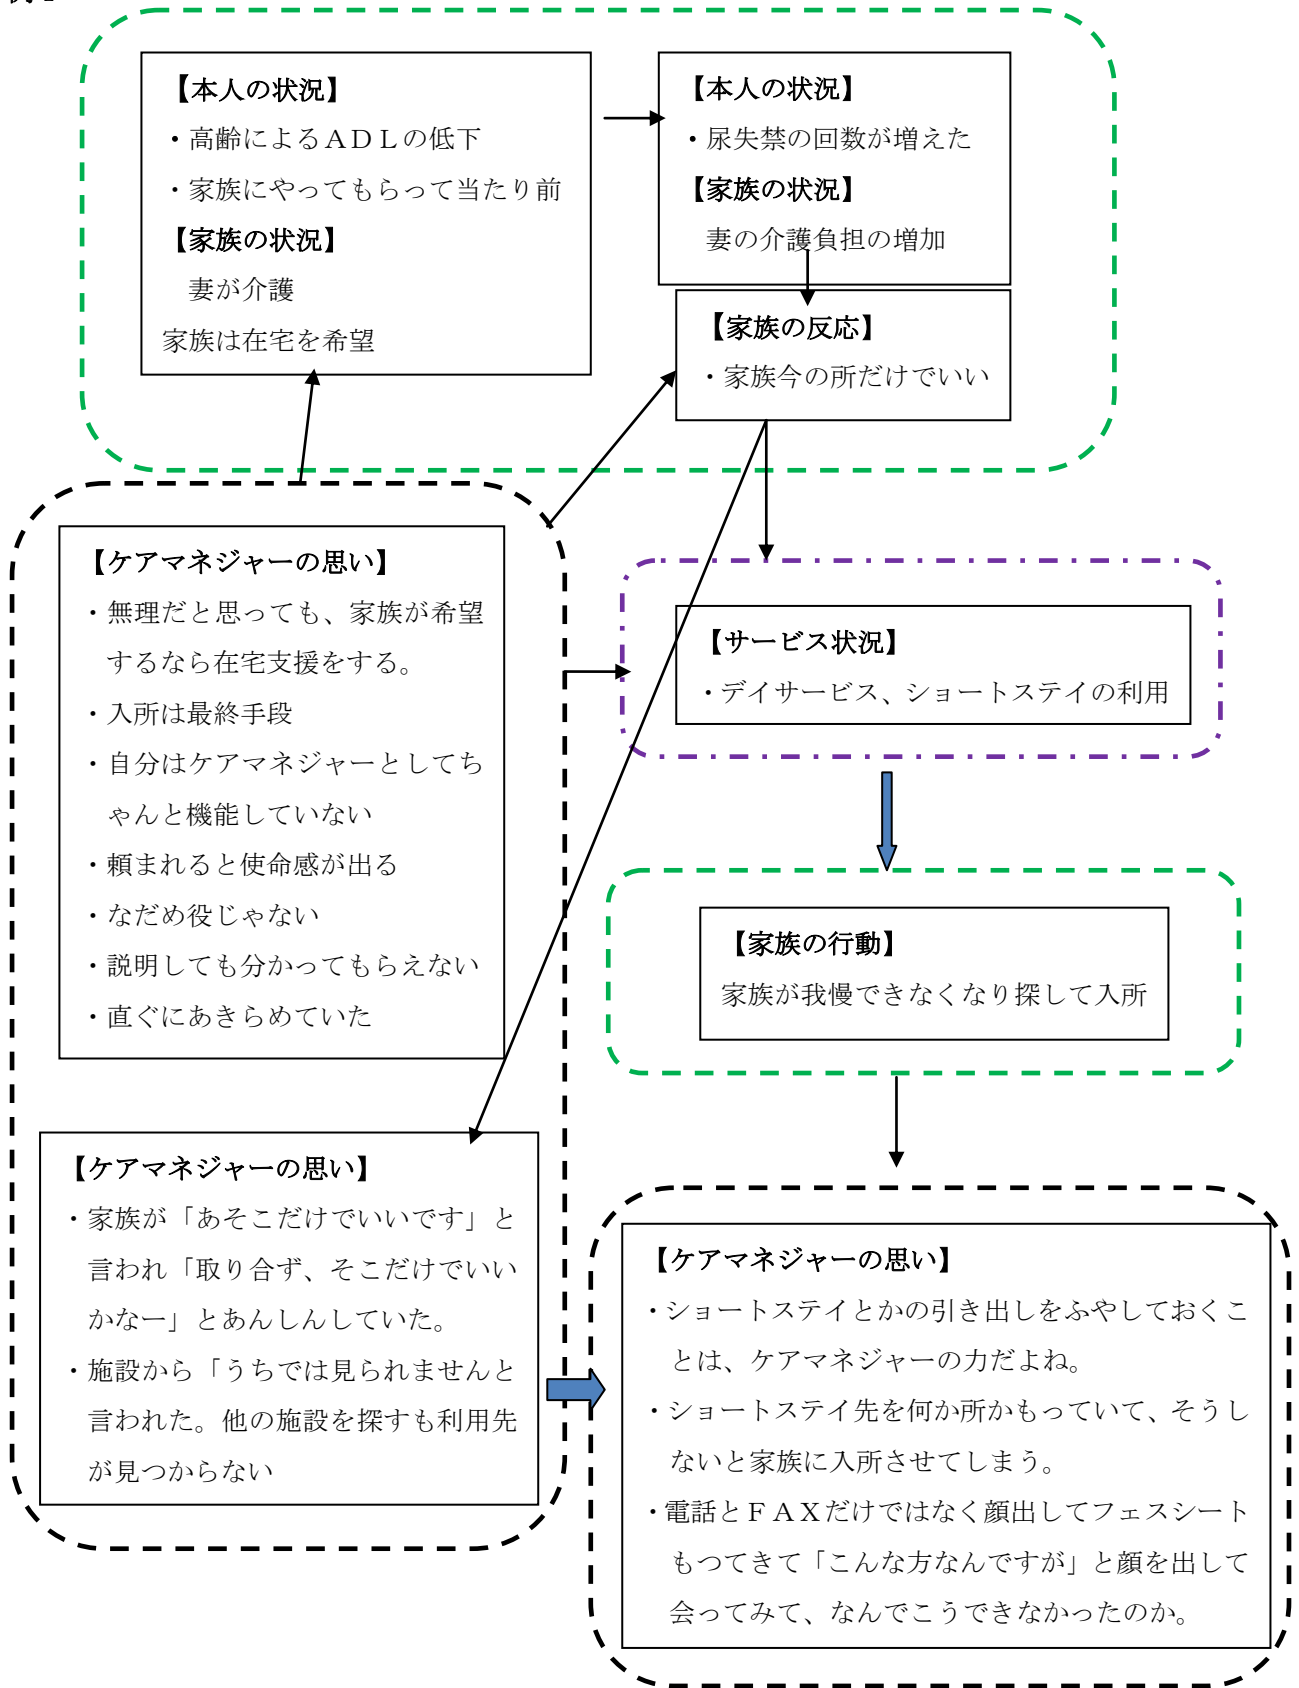 【本人の状況】
・高齢によるADLの低下
・家族にやってもらって当たり前
【家族の状況】
妻が介護
家族は在宅を希望
【本人の状況】
・尿失禁の回数が増えた
【家族の状況】
妻の介護負担の増加
【家族の反応】
・家族今の所だけでいい
【ケアマネジャーの思い】
・無理だと思っても、家族が希望
するなら在宅支援をする。
・入所は最終手段
・自分はケアマネジャーとしてち
ゃんと機能していない
・頼まれると使命感が出る
・なだめ役じゃない
・説明しても分かってもらえない
・直ぐにあきらめていた
【サービス状況】
・デイサービス、ショートステイの利用
【家族の行動】
家族が我慢できなくなり探して入所
【ケアマネジャーの思い】
・家族が「あそこだけでいいです」と
言われ「取り合ず、そこだけでいい
かなー」とあんしんしていた。
・施設から「うちでは見られませんと
言われた。他の施設を探すも利用先
が見つからない
【ケアマネジャーの思い】
・ショートステイとかの引き出しをふやしておくこ
とは、ケアマネジャーの力だよね。
・ショートステイ先を何か所かもっていて、そうし
ないと家族に入所させてしまう。
・電話とFAXだけではなく顔出してフェスシート
もつてきて「こんな方なんですが」と顔を出して
会ってみて、なんでこうできなかったのか。